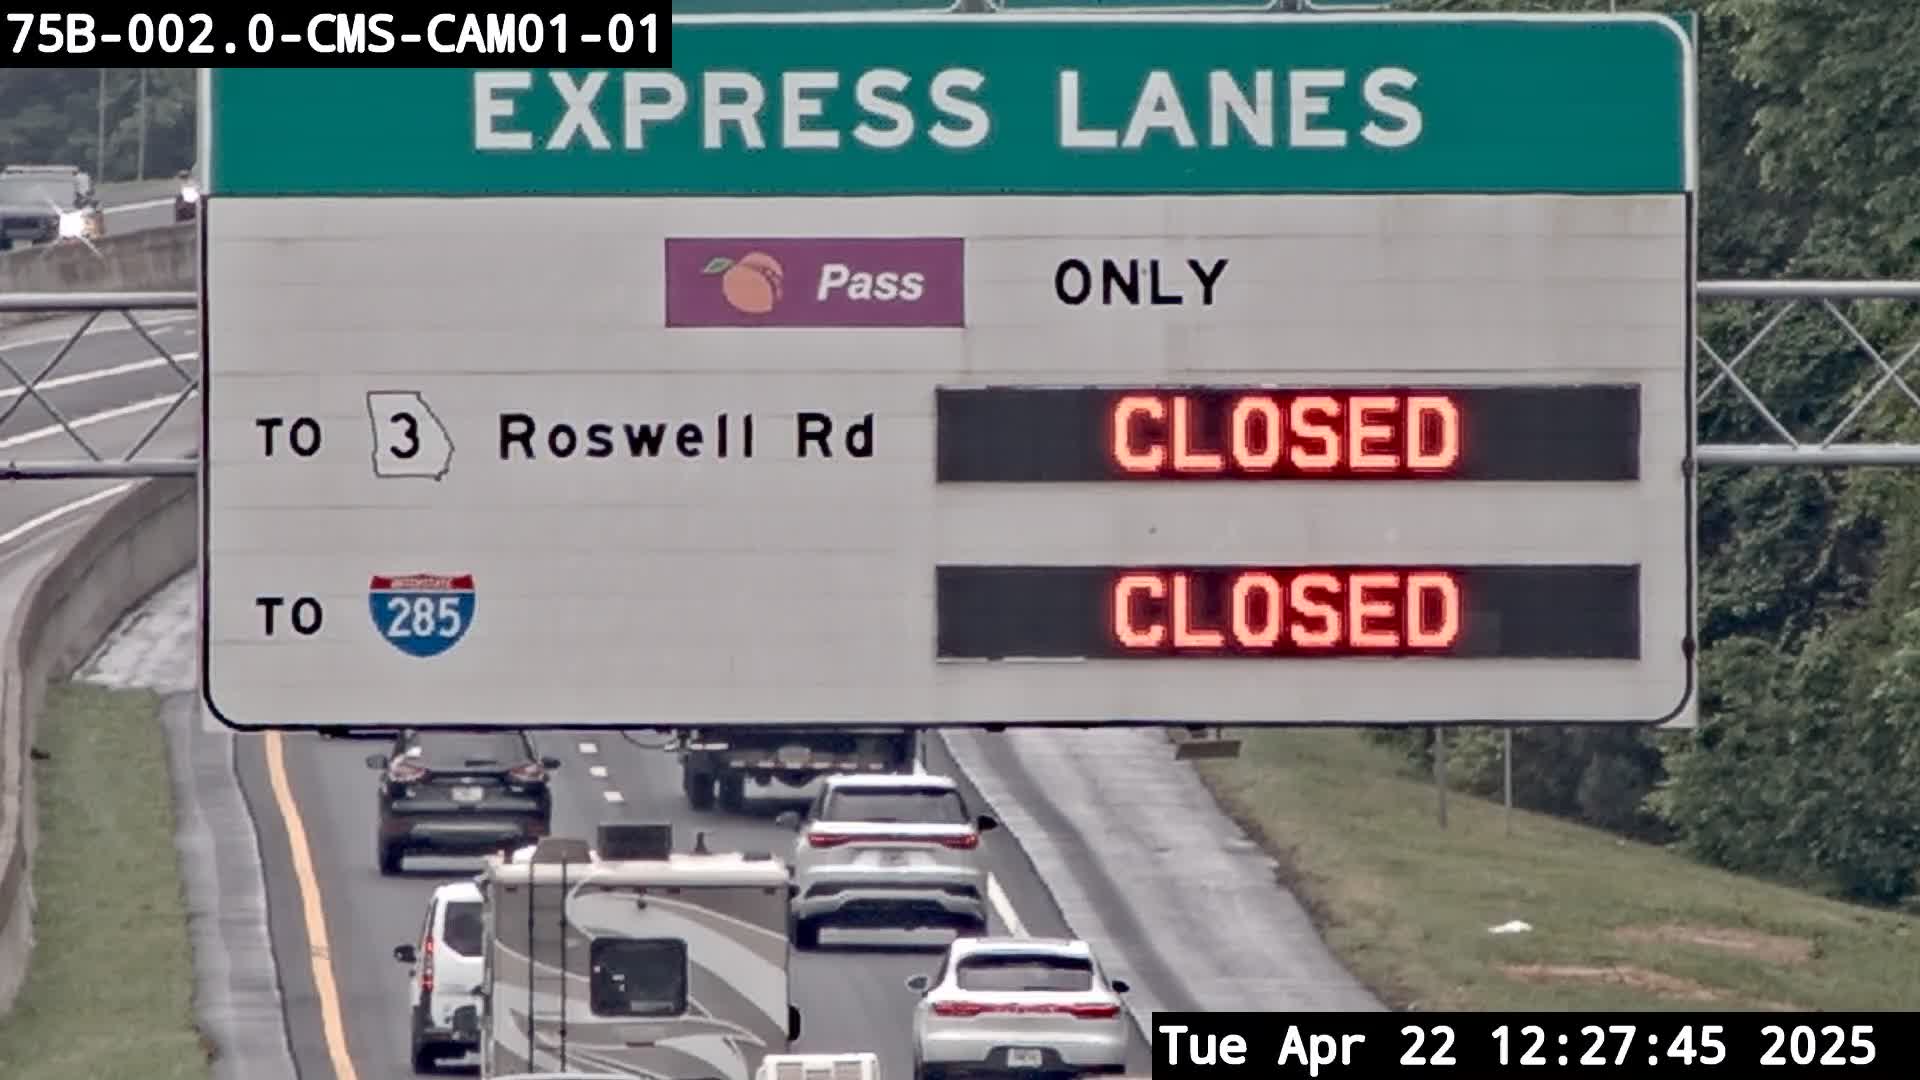 75B-002.0-CMS-CAM01-01
EXPRESS LANES
Pass ONLY
TO 3 Roswell Rd CLOSED
INTERSTATE
TO 285 CLOSED
Tue Apr 22 12:27:45 2025